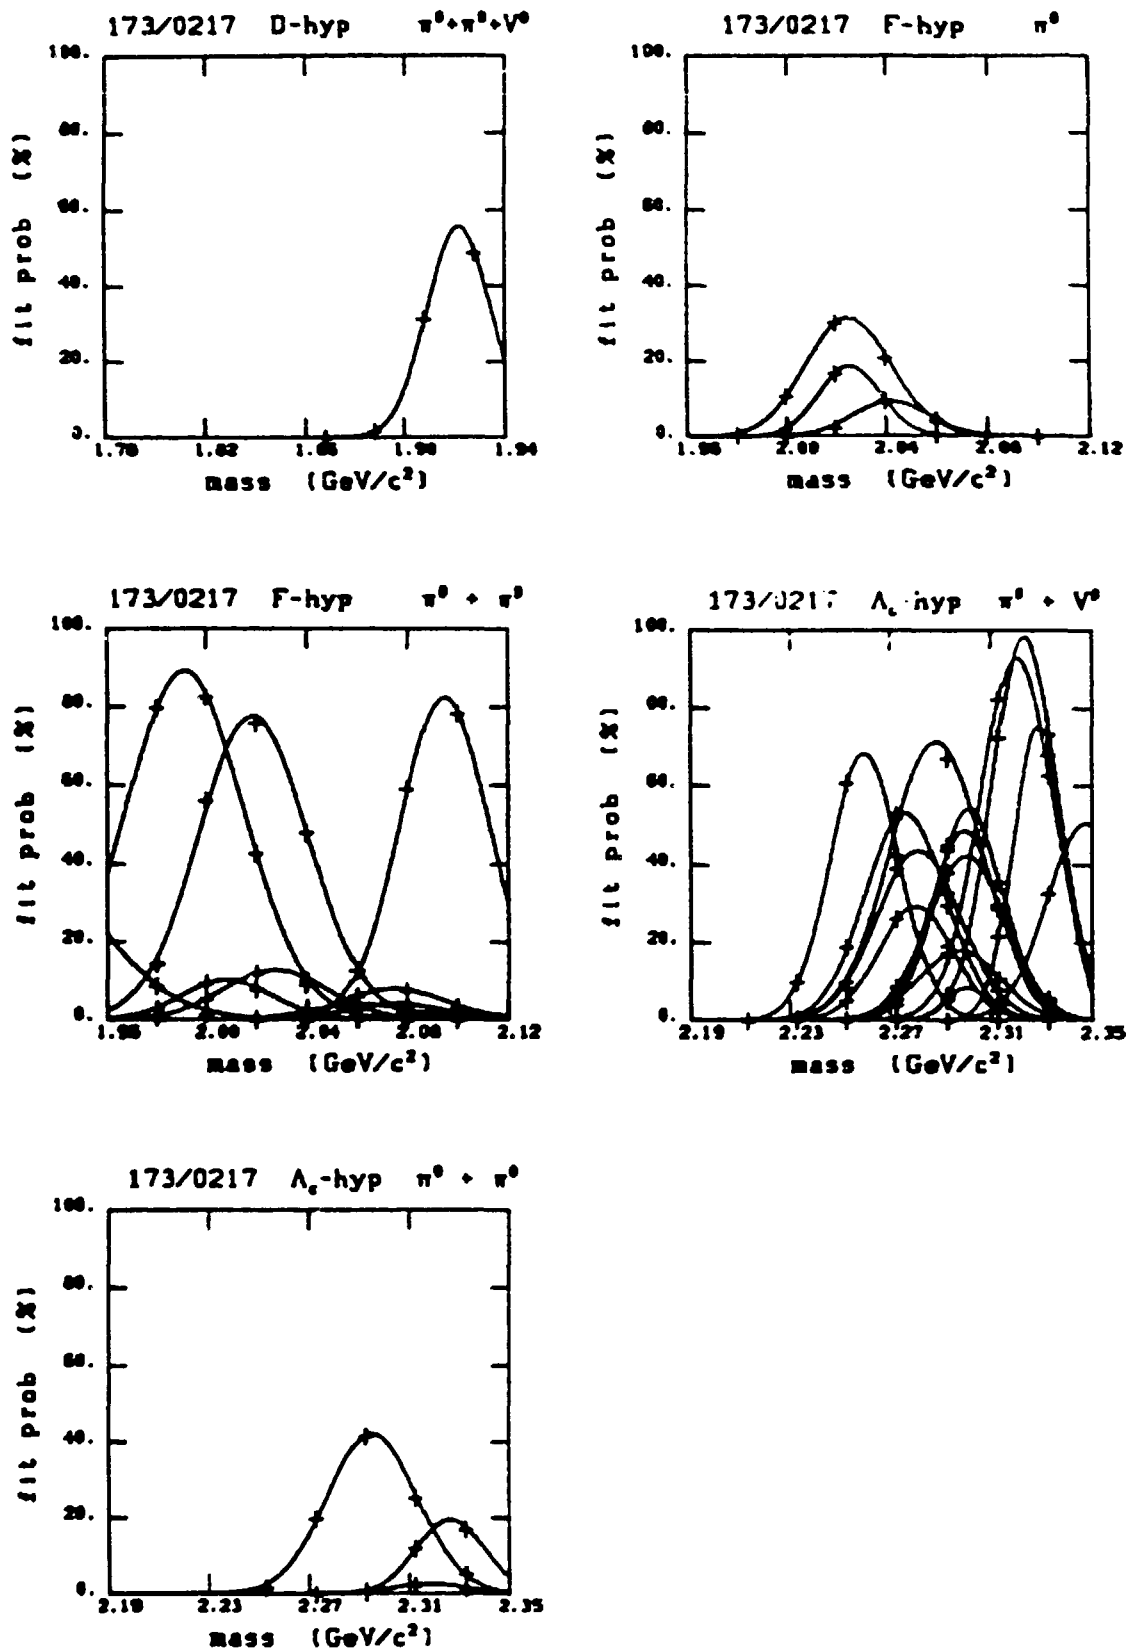 173/0217 D-hyp π⁰+π⁰+V⁰
100.
80.
60.
40.
20.
0.
fit prob (%)
1.78 1.82 1.86 1.90 1.94
mass (GeV/c²)
173/0217 F-hyp π⁰
100.
80.
60.
40.
20.
0.
fit prob (%)
1.96 2.00 2.04 2.08 2.12
mass (GeV/c²)
173/0217 F-hyp π⁰ + π⁰
100.
80.
60.
40.
20.
0.
fit prob (%)
1.96 2.00 2.04 2.08 2.12
mass (GeV/c²)
173/0217 Λc-hyp π⁰ + V⁰
100.
80.
60.
40.
20.
0.
fit prob (%)
2.19 2.23 2.27 2.31 2.35
mass (GeV/c²)
173/0217 Λc-hyp π⁰ + π⁰
100.
80.
60.
40.
20.
0.
fit prob (%)
2.19 2.23 2.27 2.31 2.35
mass (GeV/c²)